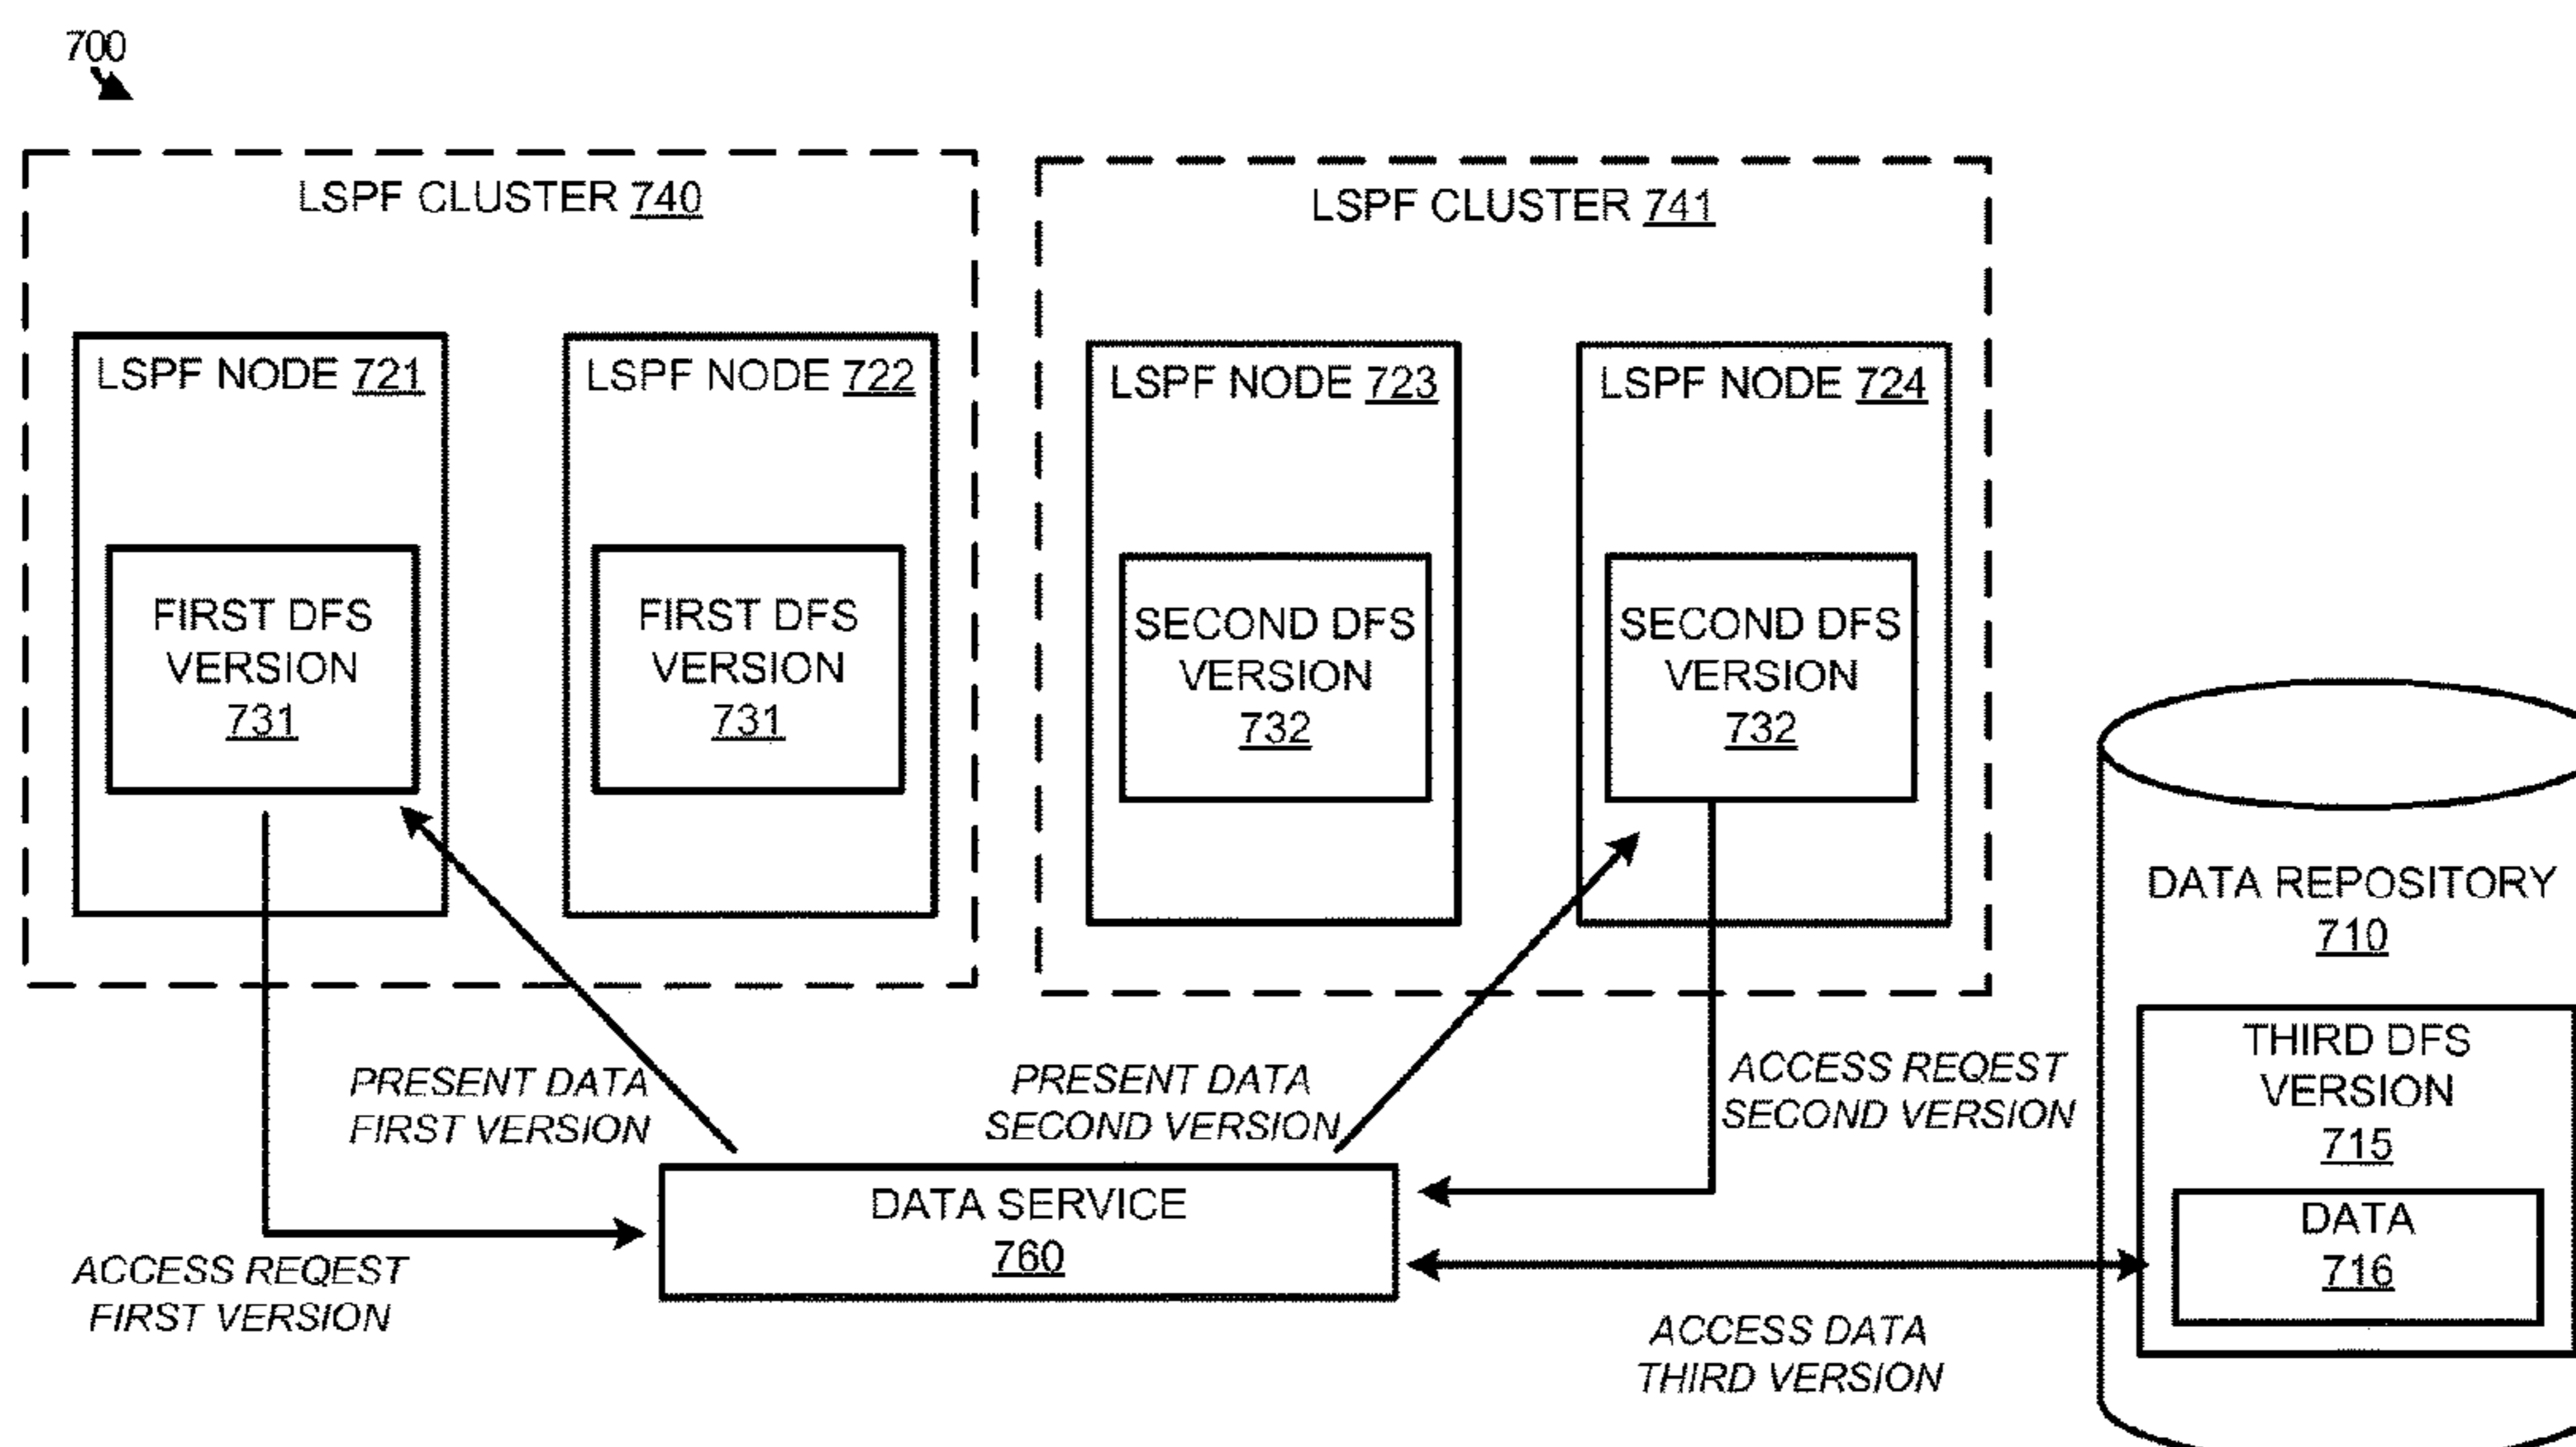 700
LSPF CLUSTER 740
LSPF NODE 721
FIRST DFS
VERSION
731
LSPF NODE 722
FIRST DFS
VERSION
731
LSPF CLUSTER 741
LSPF NODE 723
SECOND DFS
VERSION
732
LSPF NODE 724
SECOND DFS
VERSION
732
DATA REPOSITORY
710
THIRD DFS
VERSION
715
DATA
716
PRESENT DATA
FIRST VERSION
PRESENT DATA
SECOND VERSION
ACCESS REQEST
SECOND VERSION
DATA SERVICE
760
ACCESS REQEST
FIRST VERSION
ACCESS DATA
THIRD VERSION